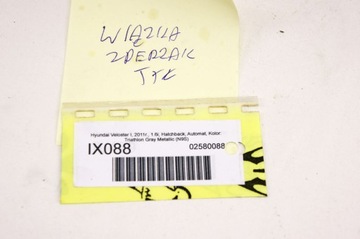 WIĄZKA
ZDERZAK
TYŁ
Hyundai Veloster I, 2011r., 1.6i, Hatchback, Automat, Kolor:
Triathlon Gray Metallic (N9S)
IX088
02580088